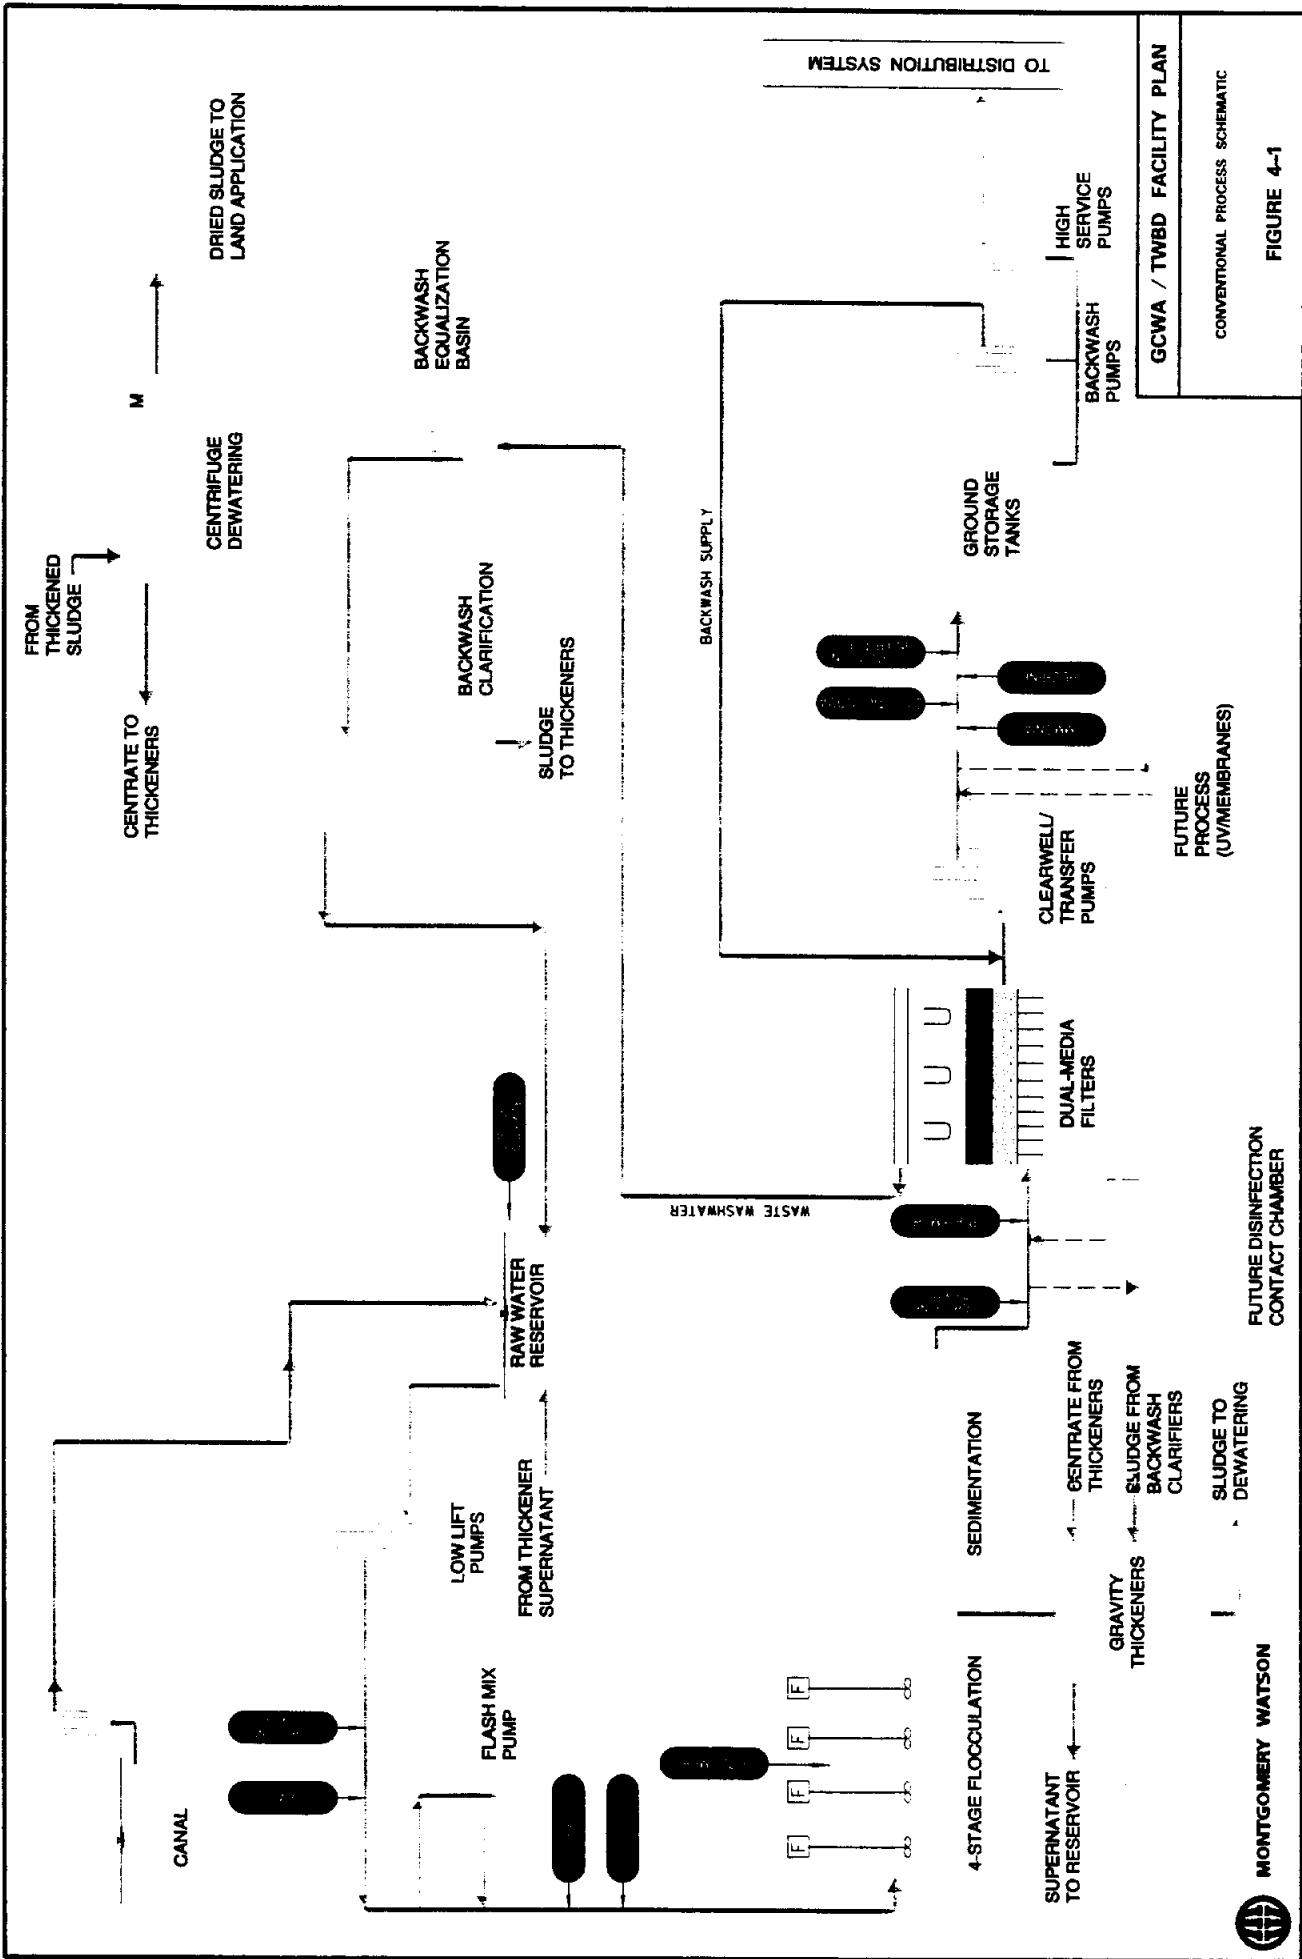 FROM
THICKENED
SLUDGE
CENTRATE TO
THICKENERS
M
DRIED SLUDGE TO
LAND APPLICATION
CENTRIFUGE
DEWATERING
CANAL
BACKWASH
EQUALIZATION
BASIN
BACKWASH
CLARIFICATION
SLUDGE
TO THICKENERS
LOW LIFT
PUMPS
RAW WATER
RESERVOIR
FROM THICKENER
SUPERNATANT
FLASH MIX
PUMP
WASTE WASHWATER
BACKWASH SUPPLY
F
F
F
F
4-STAGE FLOCCULATION
SEDIMENTATION
DUAL-MEDIA
FILTERS
CLEARWELL/
TRANSFER
PUMPS
GROUND
STORAGE
TANKS
BACKWASH
PUMPS
HIGH
SERVICE
PUMPS
TO DISTRIBUTION SYSTEM
SUPERNATANT
TO RESERVOIR
GRAVITY
THICKENERS
CENTRATE FROM
THICKENERS
SLUDGE FROM
BACKWASH
CLARIFIERS
SLUDGE TO
DEWATERING
FUTURE DISINFECTION
CONTACT CHAMBER
FUTURE
PROCESS
(UV/MEMBRANES)
MONTGOMERY WATSON
GCWA / TWBD FACILITY PLAN
CONVENTIONAL PROCESS SCHEMATIC
FIGURE 4-1